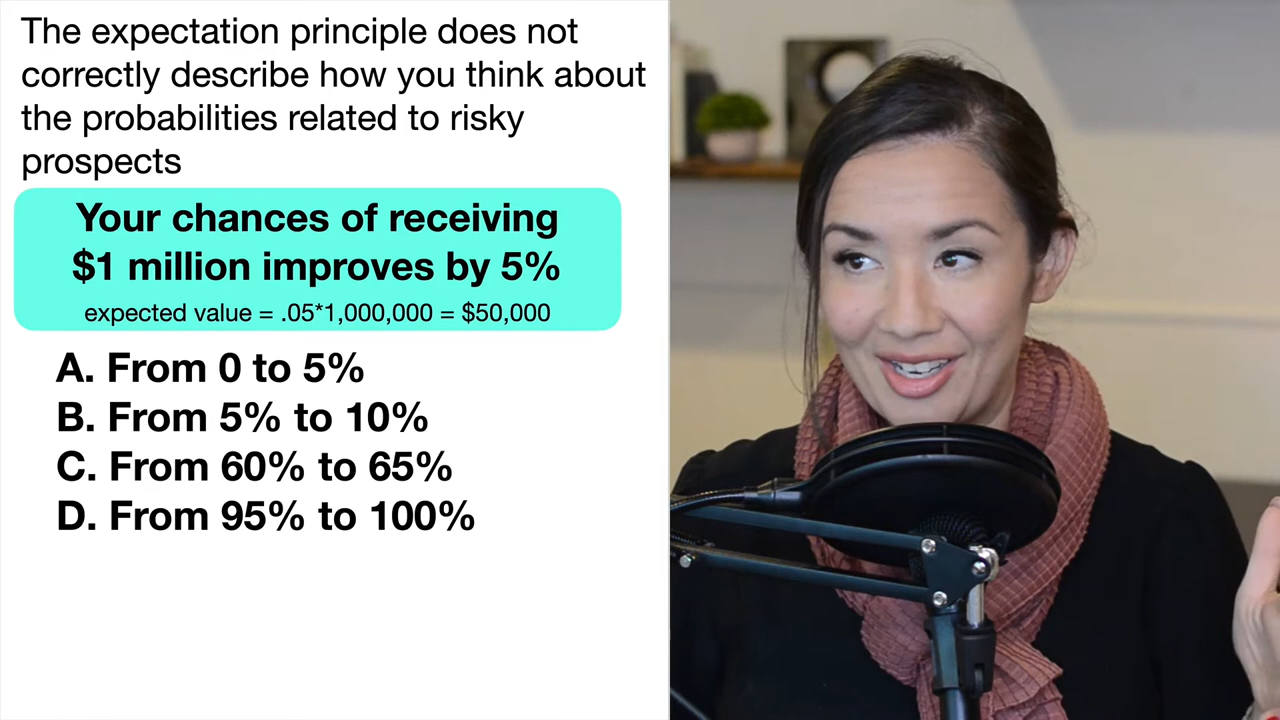 The expectation principle does not
correctly describe how you think about
the probabilities related to risky
prospects
Your chances of receiving
$1 million improves by 5%
expected value = .05*1,000,000 = $50,000
A. From 0 to 5%
B. From 5% to 10%
C. From 60% to 65%
D. From 95% to 100%